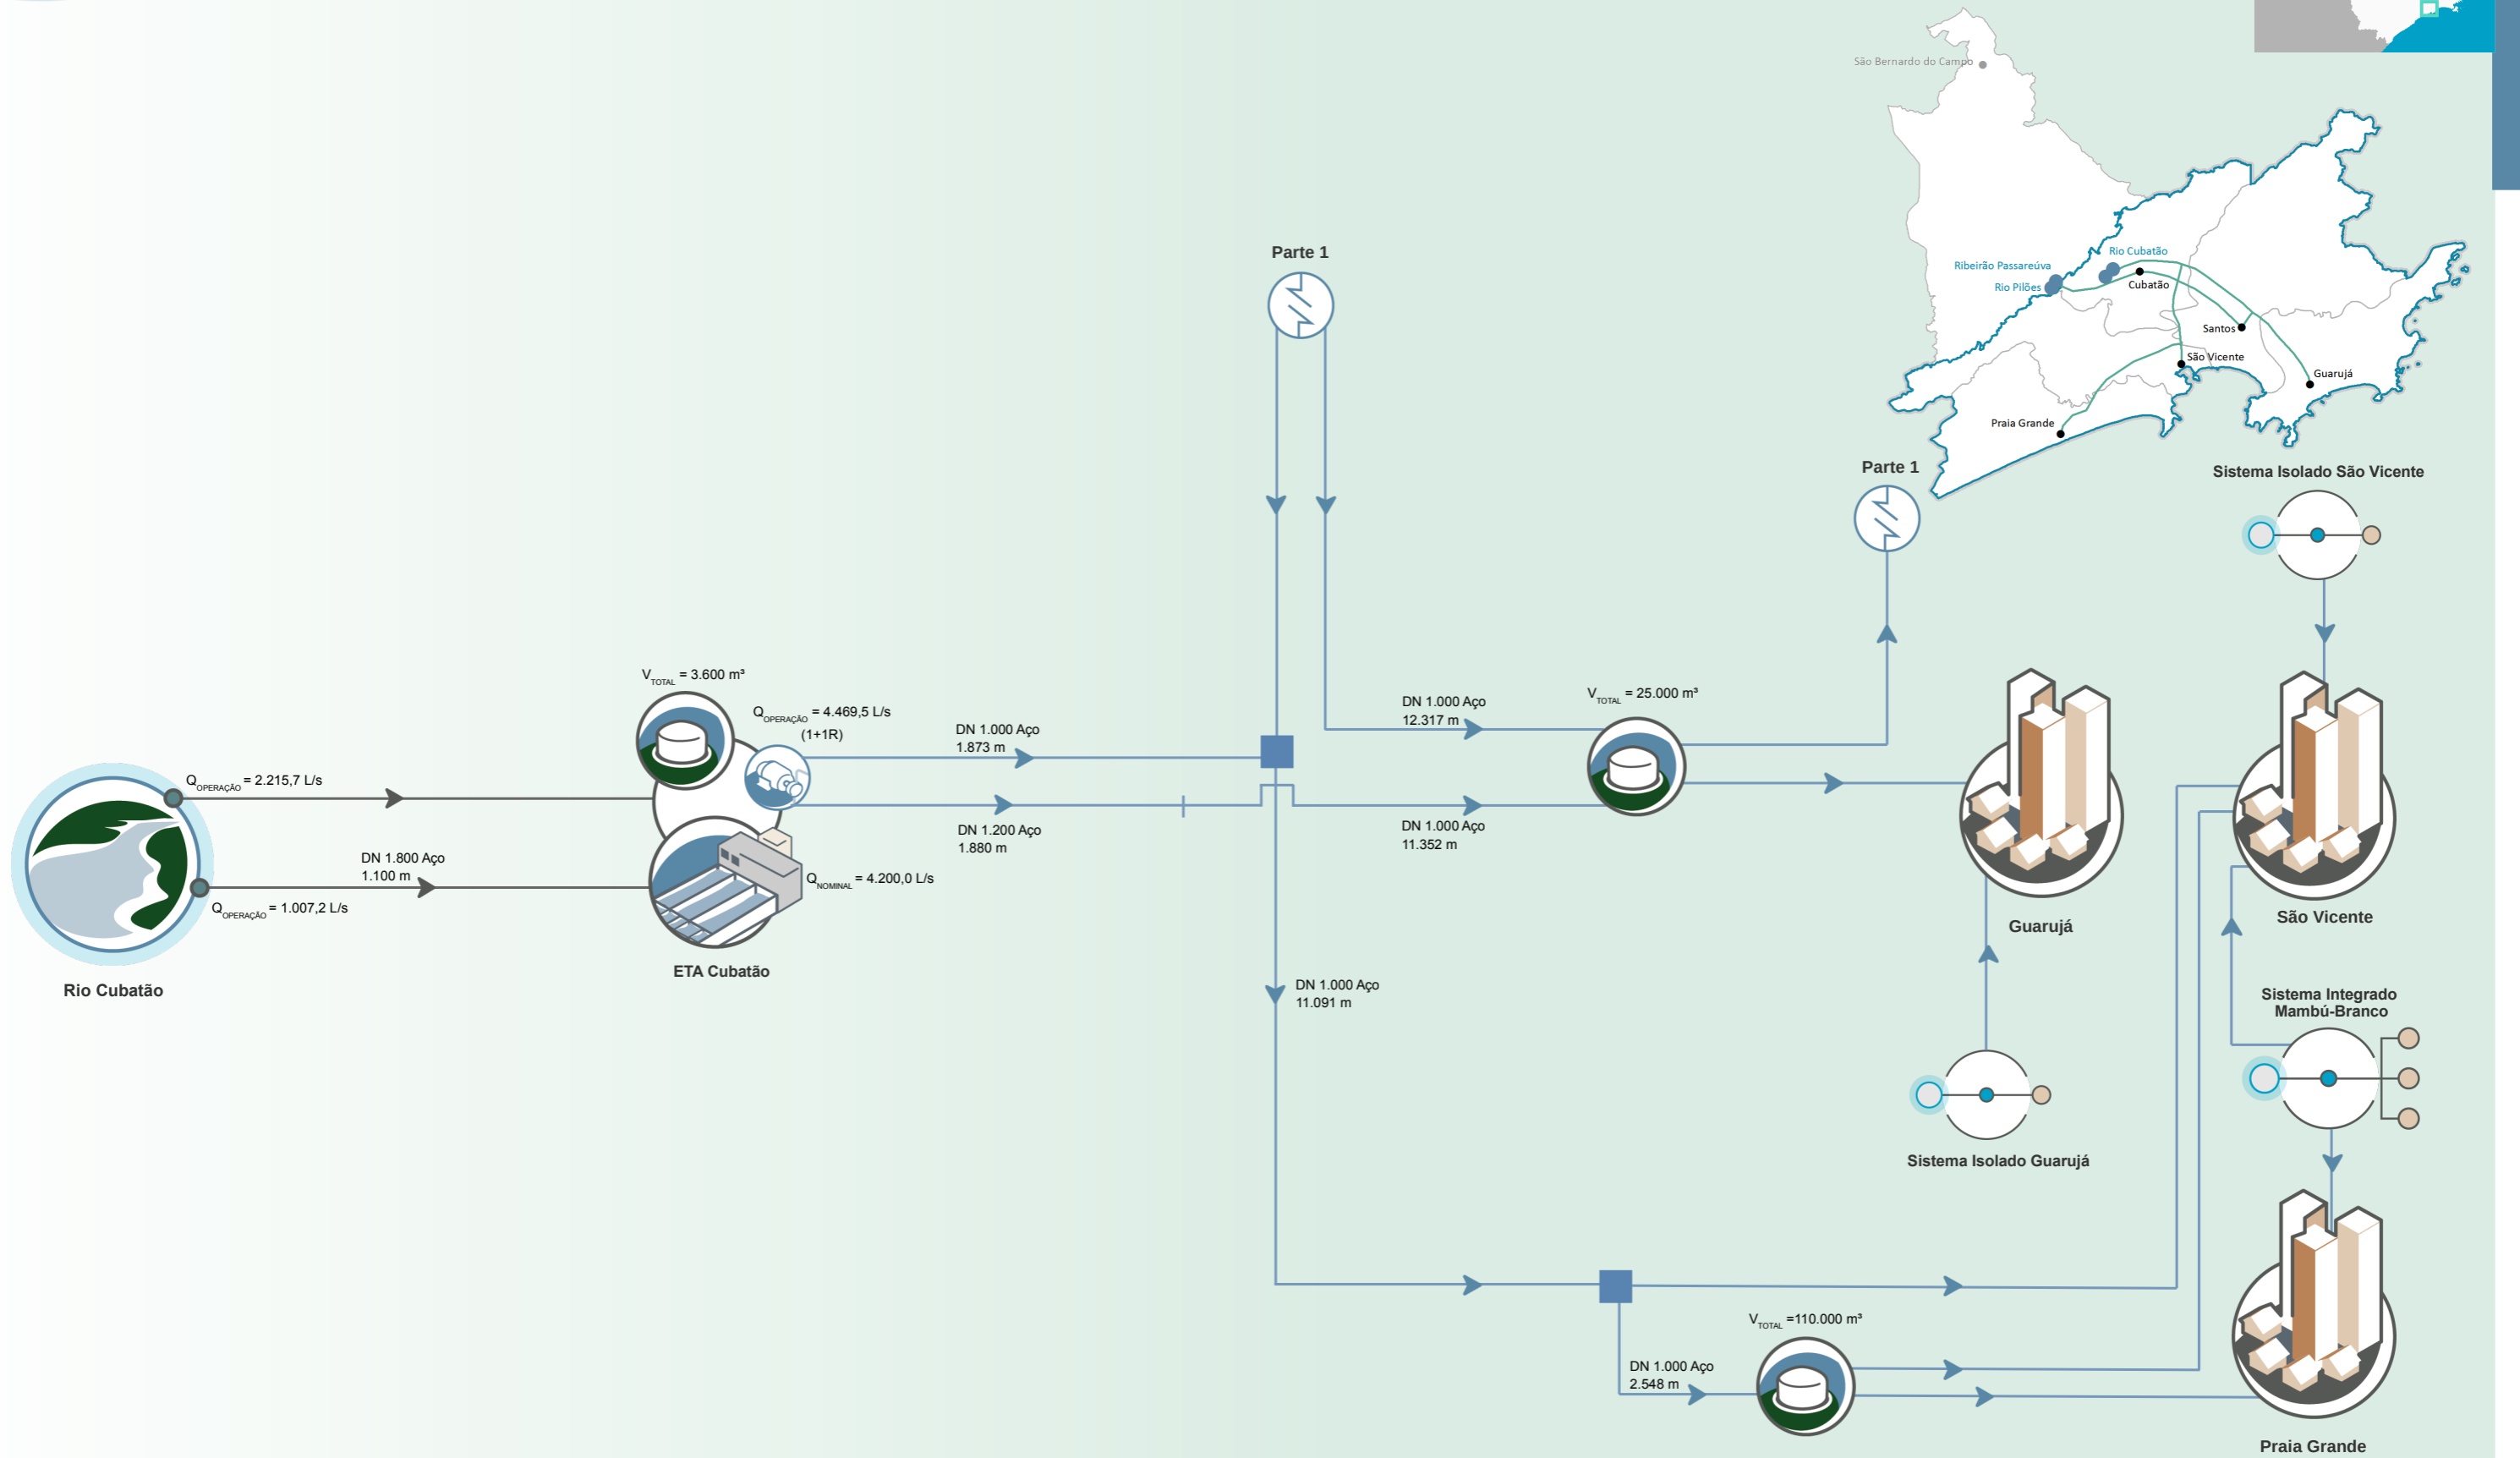 São Bernardo do Campo
Rio Cubatão
Ribeirão Passareúva
Rio Pilões
Cubatão
Santos
São Vicente
Guarujá
Praia Grande
Parte 1
Parte 1
Sistema Isolado São Vicente
V TOTAL = 3.600 m³
Q OPERAÇÃO = 4.469,5 L/s
(1+1R)
DN 1.000 Aço
1.873 m
DN 1.000 Aço
12.317 m
V TOTAL = 25.000 m³
Q OPERAÇÃO = 2.215,7 L/s
DN 1.200 Aço
1.880 m
DN 1.000 Aço
11.352 m
DN 1.800 Aço
1.100 m
Q NOMINAL = 4.200,0 L/s
Q OPERAÇÃO = 1.007,2 L/s
Guarujá
São Vicente
ETA Cubatão
Rio Cubatão
DN 1.000 Aço
11.091 m
Sistema Integrado
Mambú-Branco
Sistema Isolado Guarujá
V TOTAL =110.000 m³
DN 1.000 Aço
2.548 m
Praia Grande